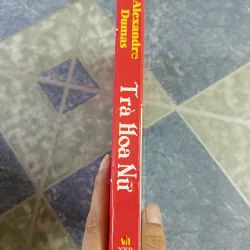 Alexandre
Dumas
Trà Hoa Nữ